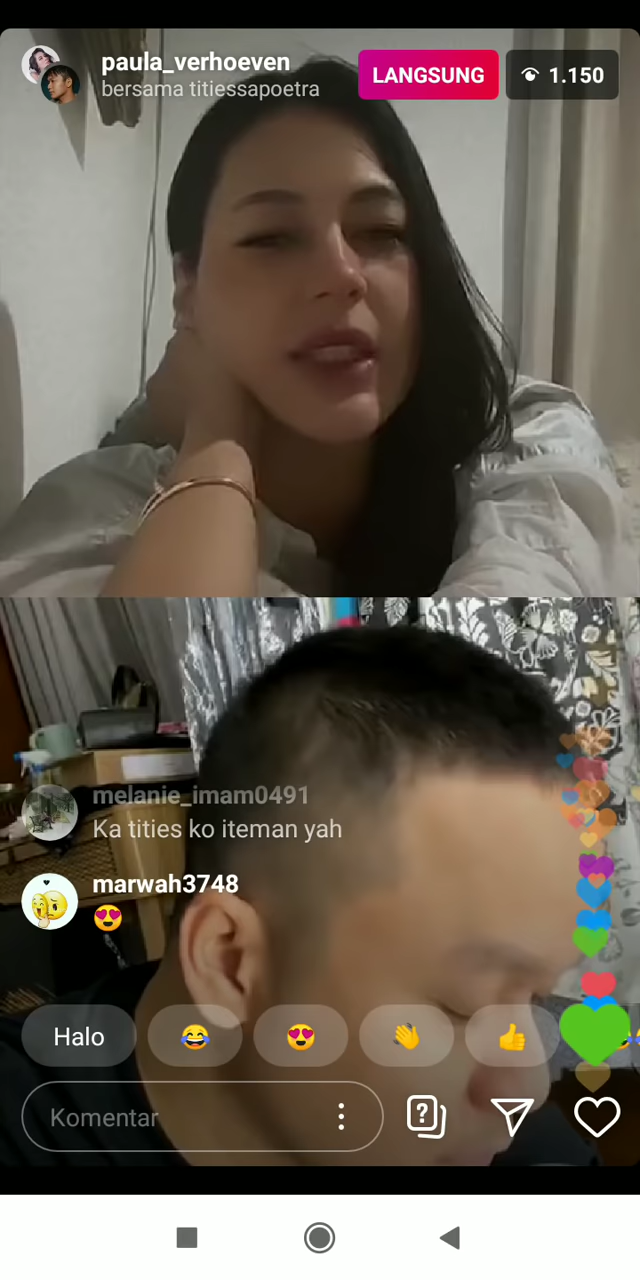 paula_verhoeven
bersama titiessapoetra
LANGSUNG
1.150
melanie_imam0491
Ka tities ko iteman yah
marwah3748
😍
Halo 😂 😍 👋 👍
Komentar